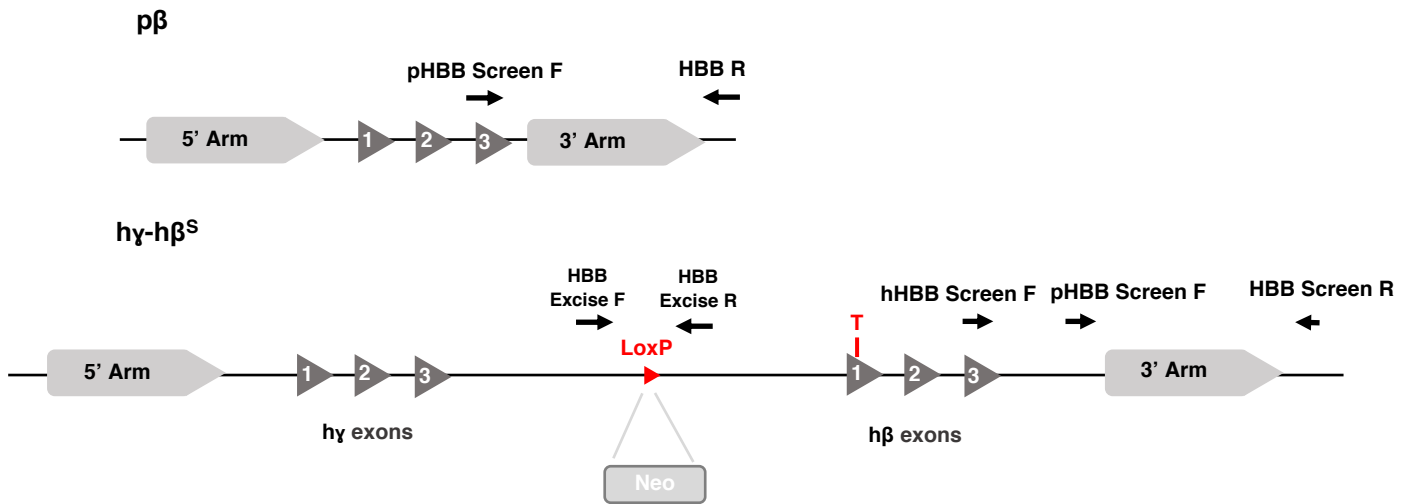 pβ
pHBB Screen F
HBB R
5’ Arm
1
2
3
3’ Arm
hɣ-hβS
HBB
Excise F
HBB
Excise R
hHBB Screen F
pHBB Screen F
HBB Screen R
T
LoxP
5’ Arm
1
2
3
1
2
3
3’ Arm
hɣ exons
hβ exons
Neo